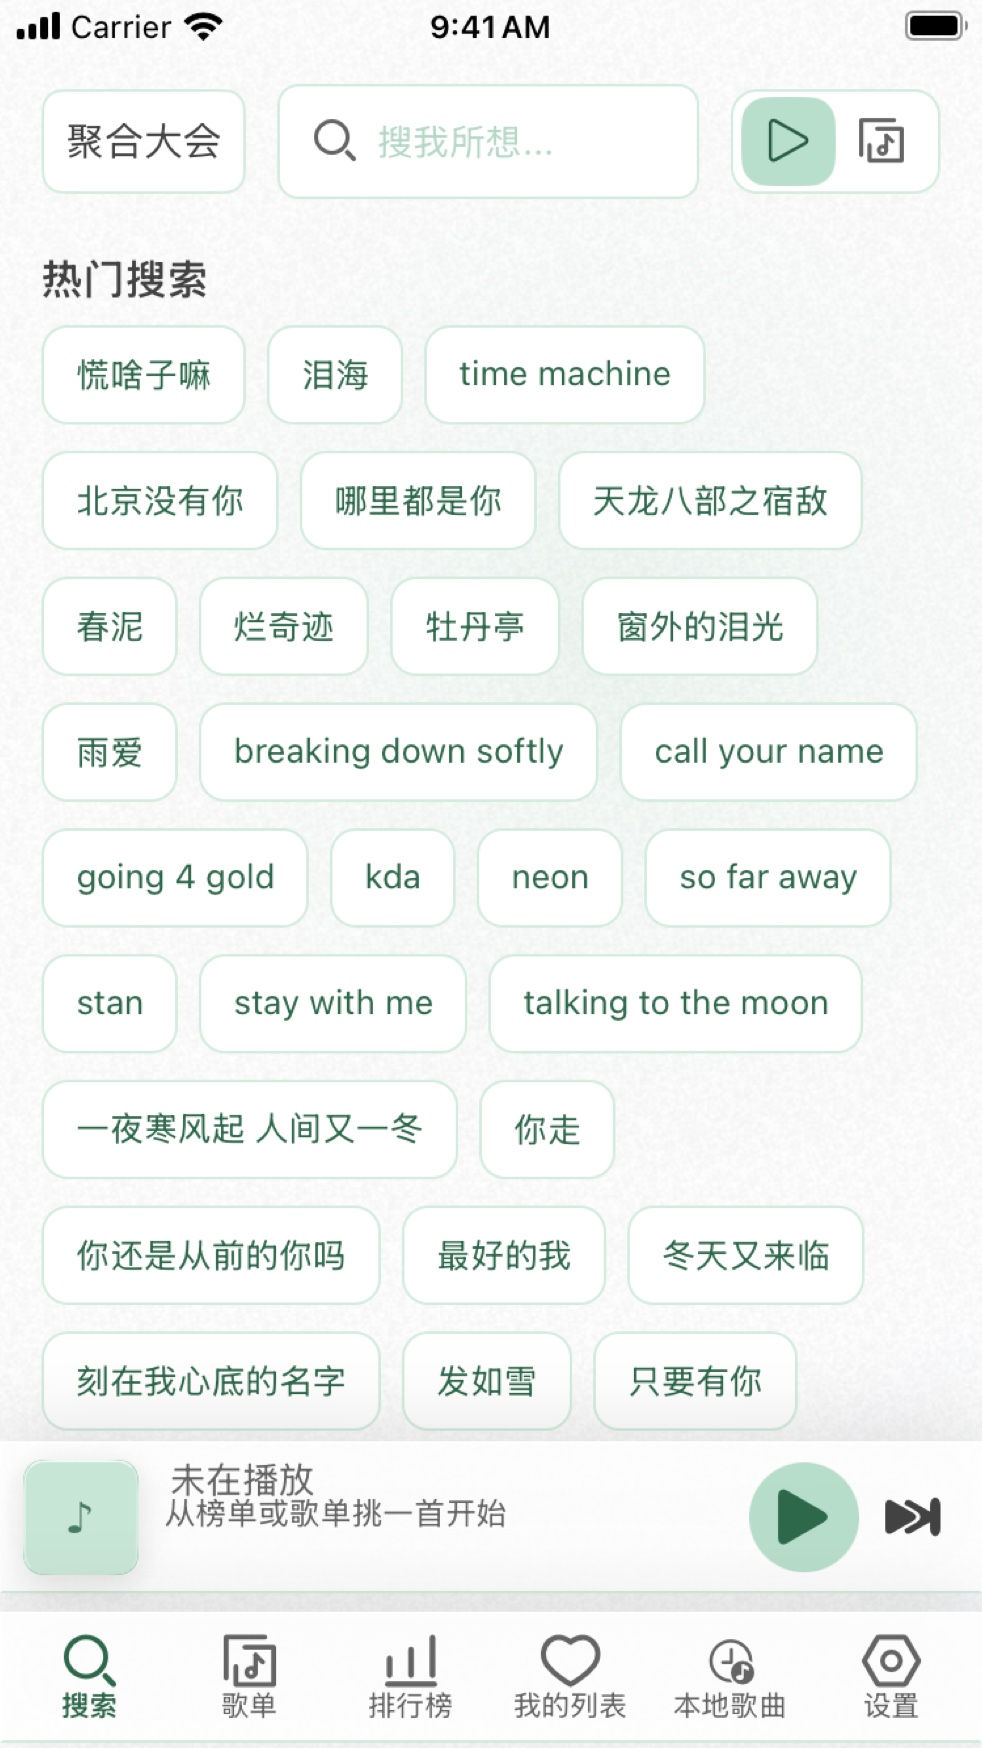 Carrier 9:41 AM
聚合大会 搜我所想...
热门搜索
慌啥子嘛 泪海 time machine
北京没有你 哪里都是你 天龙八部之宿敌
春泥 烂奇迹 牡丹亭 窗外的泪光
雨爱 breaking down softly call your name
going 4 gold kda neon so far away
stan stay with me talking to the moon
一夜寒风起 人间又一冬 你走
你还是从前的你吗 最好的我 冬天又来临
刻在我心底的名字 发如雪 只要有你
未在播放
从榜单或歌单挑一首开始
搜索 歌单 排行榜 我的列表 本地歌曲 设置